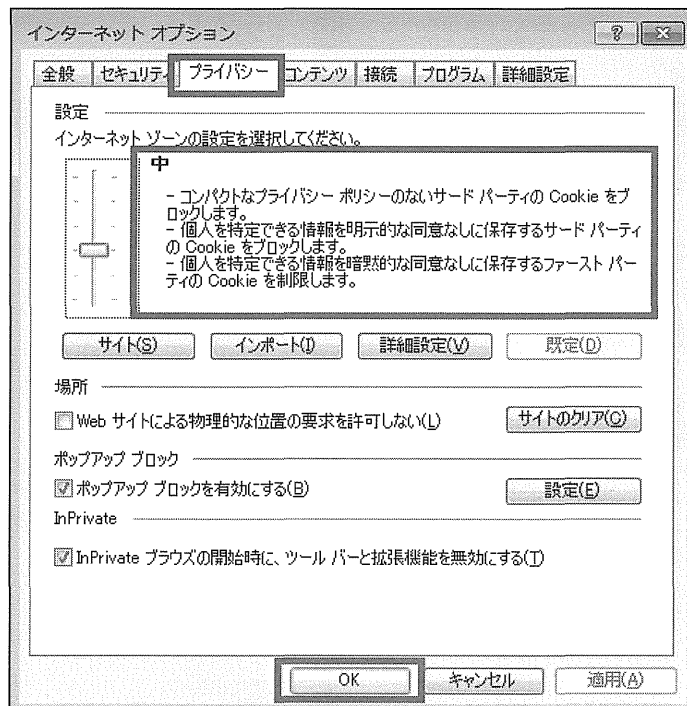 インターネット オプション
全般 セキュリティ プライバシー コンテンツ 接続 プログラム 詳細設定
設定
インターネット ゾーンの設定を選択してください。
中
- コンパクトなプライバシー ポリシーのないサード パーティの Cookie をブ
ロックします。
- 個人を特定できる情報を明示的な同意なしに保存するサード パーティ
の Cookie をブロックします。
- 個人を特定できる情報を暗黙的な同意なしに保存するファースト パー
ティの Cookie を制限します。
サイト(S) インポート(I) 詳細設定(V) 既定(D)
場所
Web サイトによる物理的な位置の要求を許可しない(L) サイトのクリア(C)
ポップアップ ブロック
ポップアップ ブロックを有効にする(B) 設定(E)
InPrivate
InPrivate ブラウズの開始時に、ツール バーと拡張機能を無効にする(T)
OK キャンセル 適用(A)